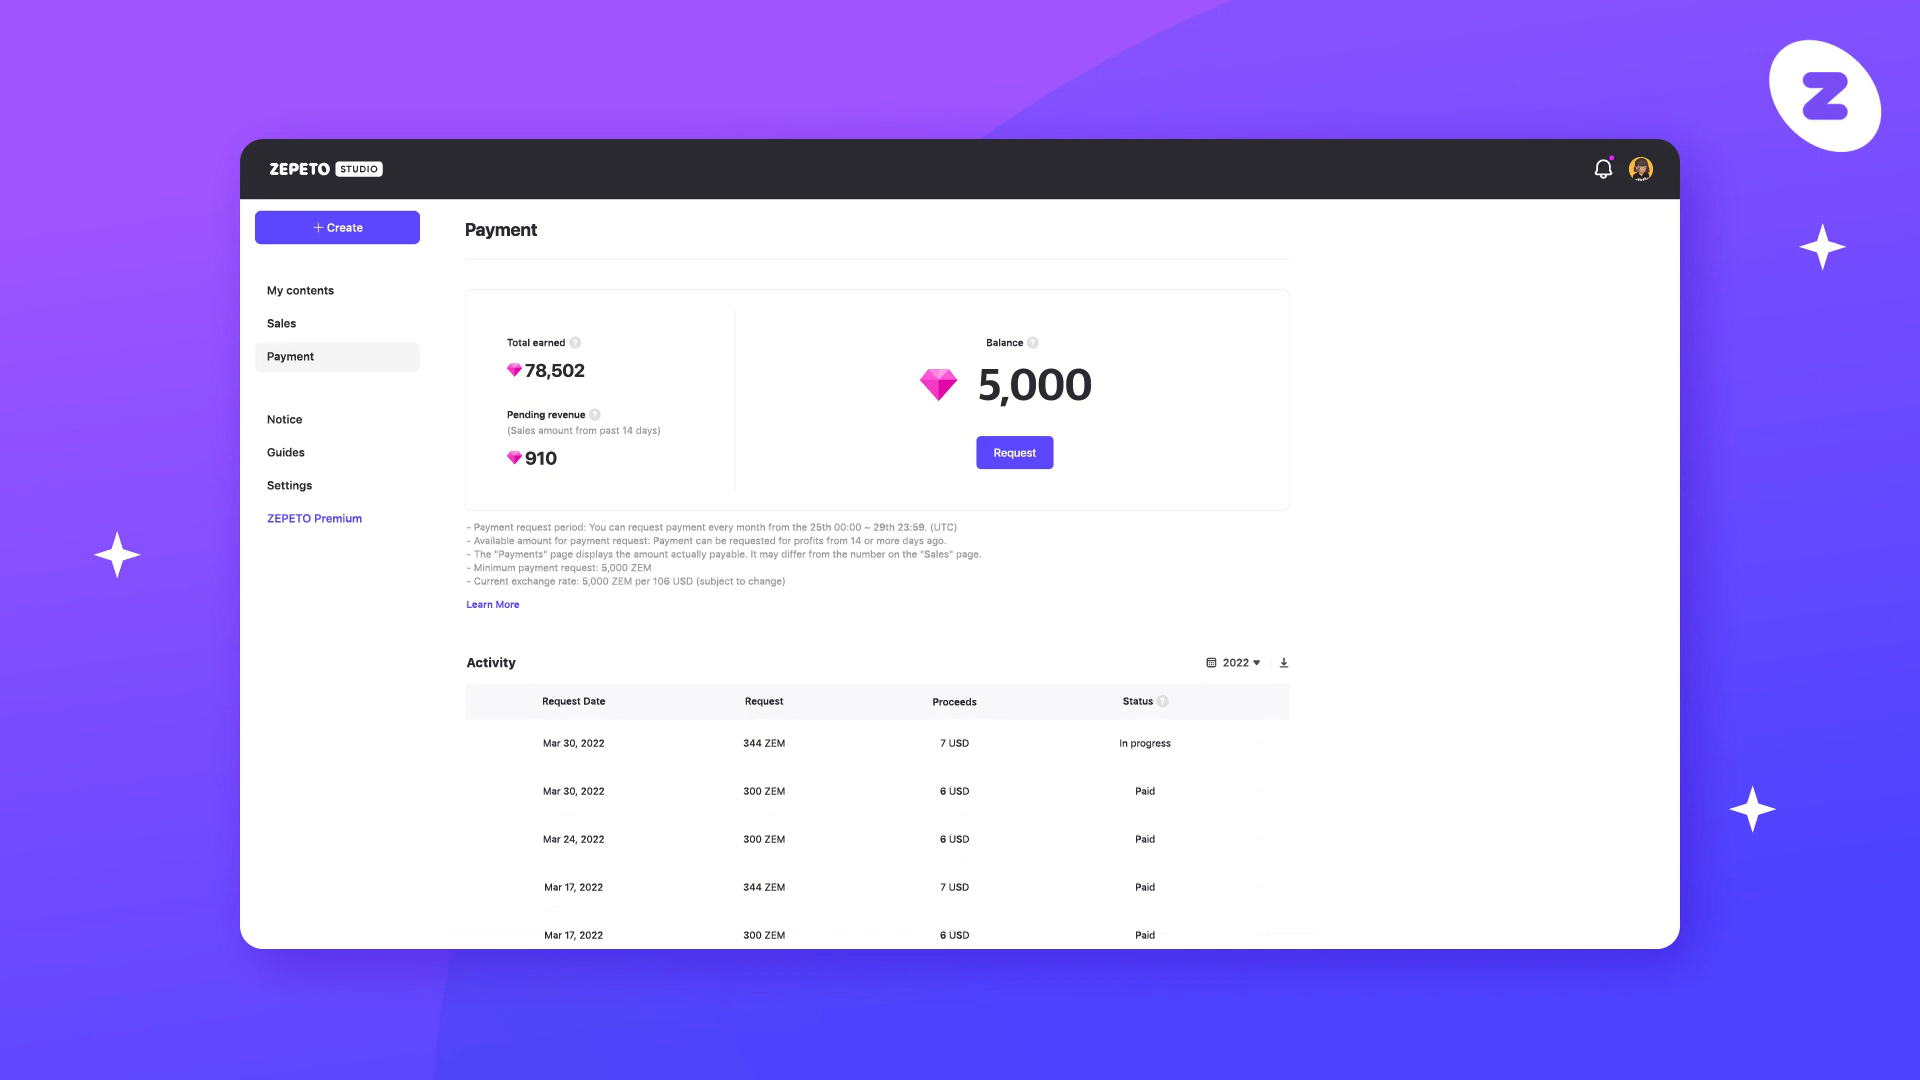 Z
ZEPETO STUDIO
+ Create
Payment
My contents
Sales
Payment
Notice
Guides
Settings
ZEPETO Premium
Total earned ?
78,502
Pending revenue ?
(Sales amount from past 14 days)
910
Balance ?
5,000
Request
- Payment request period: You can request payment every month from the 25th 00:00 ~ 29th 23:59. (UTC)
- Available amount for payment request: Payment can be requested for profits from 14 or more days ago.
- The "Payments" page displays the amount actually payable. It may differ from the number on the "Sales" page.
- Minimum payment request: 5,000 ZEM
- Current exchange rate: 5,000 ZEM per 106 USD (subject to change)
Learn More
Activity 2022
Request Date Request Proceeds Status ?
Mar 30, 2022 344 ZEM 7 USD In progress
Mar 30, 2022 300 ZEM 6 USD Paid
Mar 24, 2022 300 ZEM 6 USD Paid
Mar 17, 2022 344 ZEM 7 USD Paid
Mar 17, 2022 300 ZEM 6 USD Paid